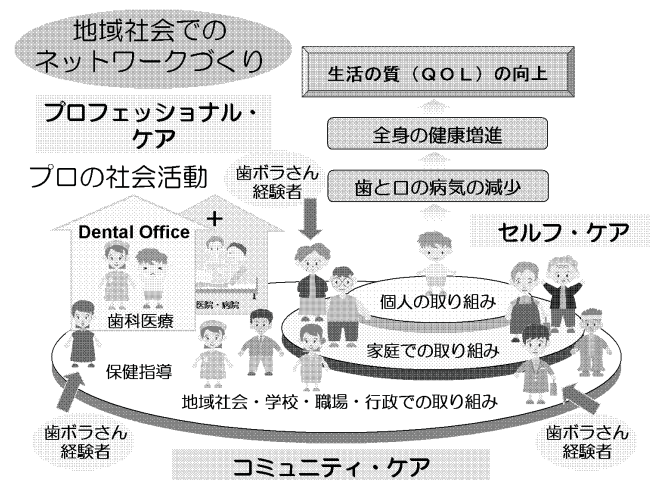 地域社会での
ネットワークづくり
生活の質（QOL）の向上
プロフェッショナル・
ケア
全身の健康増進
プロの社会活動
歯ボラさん
経験者
歯と口の病気の減少
+
Dental Office
セルフ・ケア
医院・病院
個人の取り組み
歯科医療
家庭での取り組み
保健指導
地域社会・学校・職場・行政での取り組み
歯ボラさん
経験者
歯ボラさん
経験者
コミュニティ・ケア